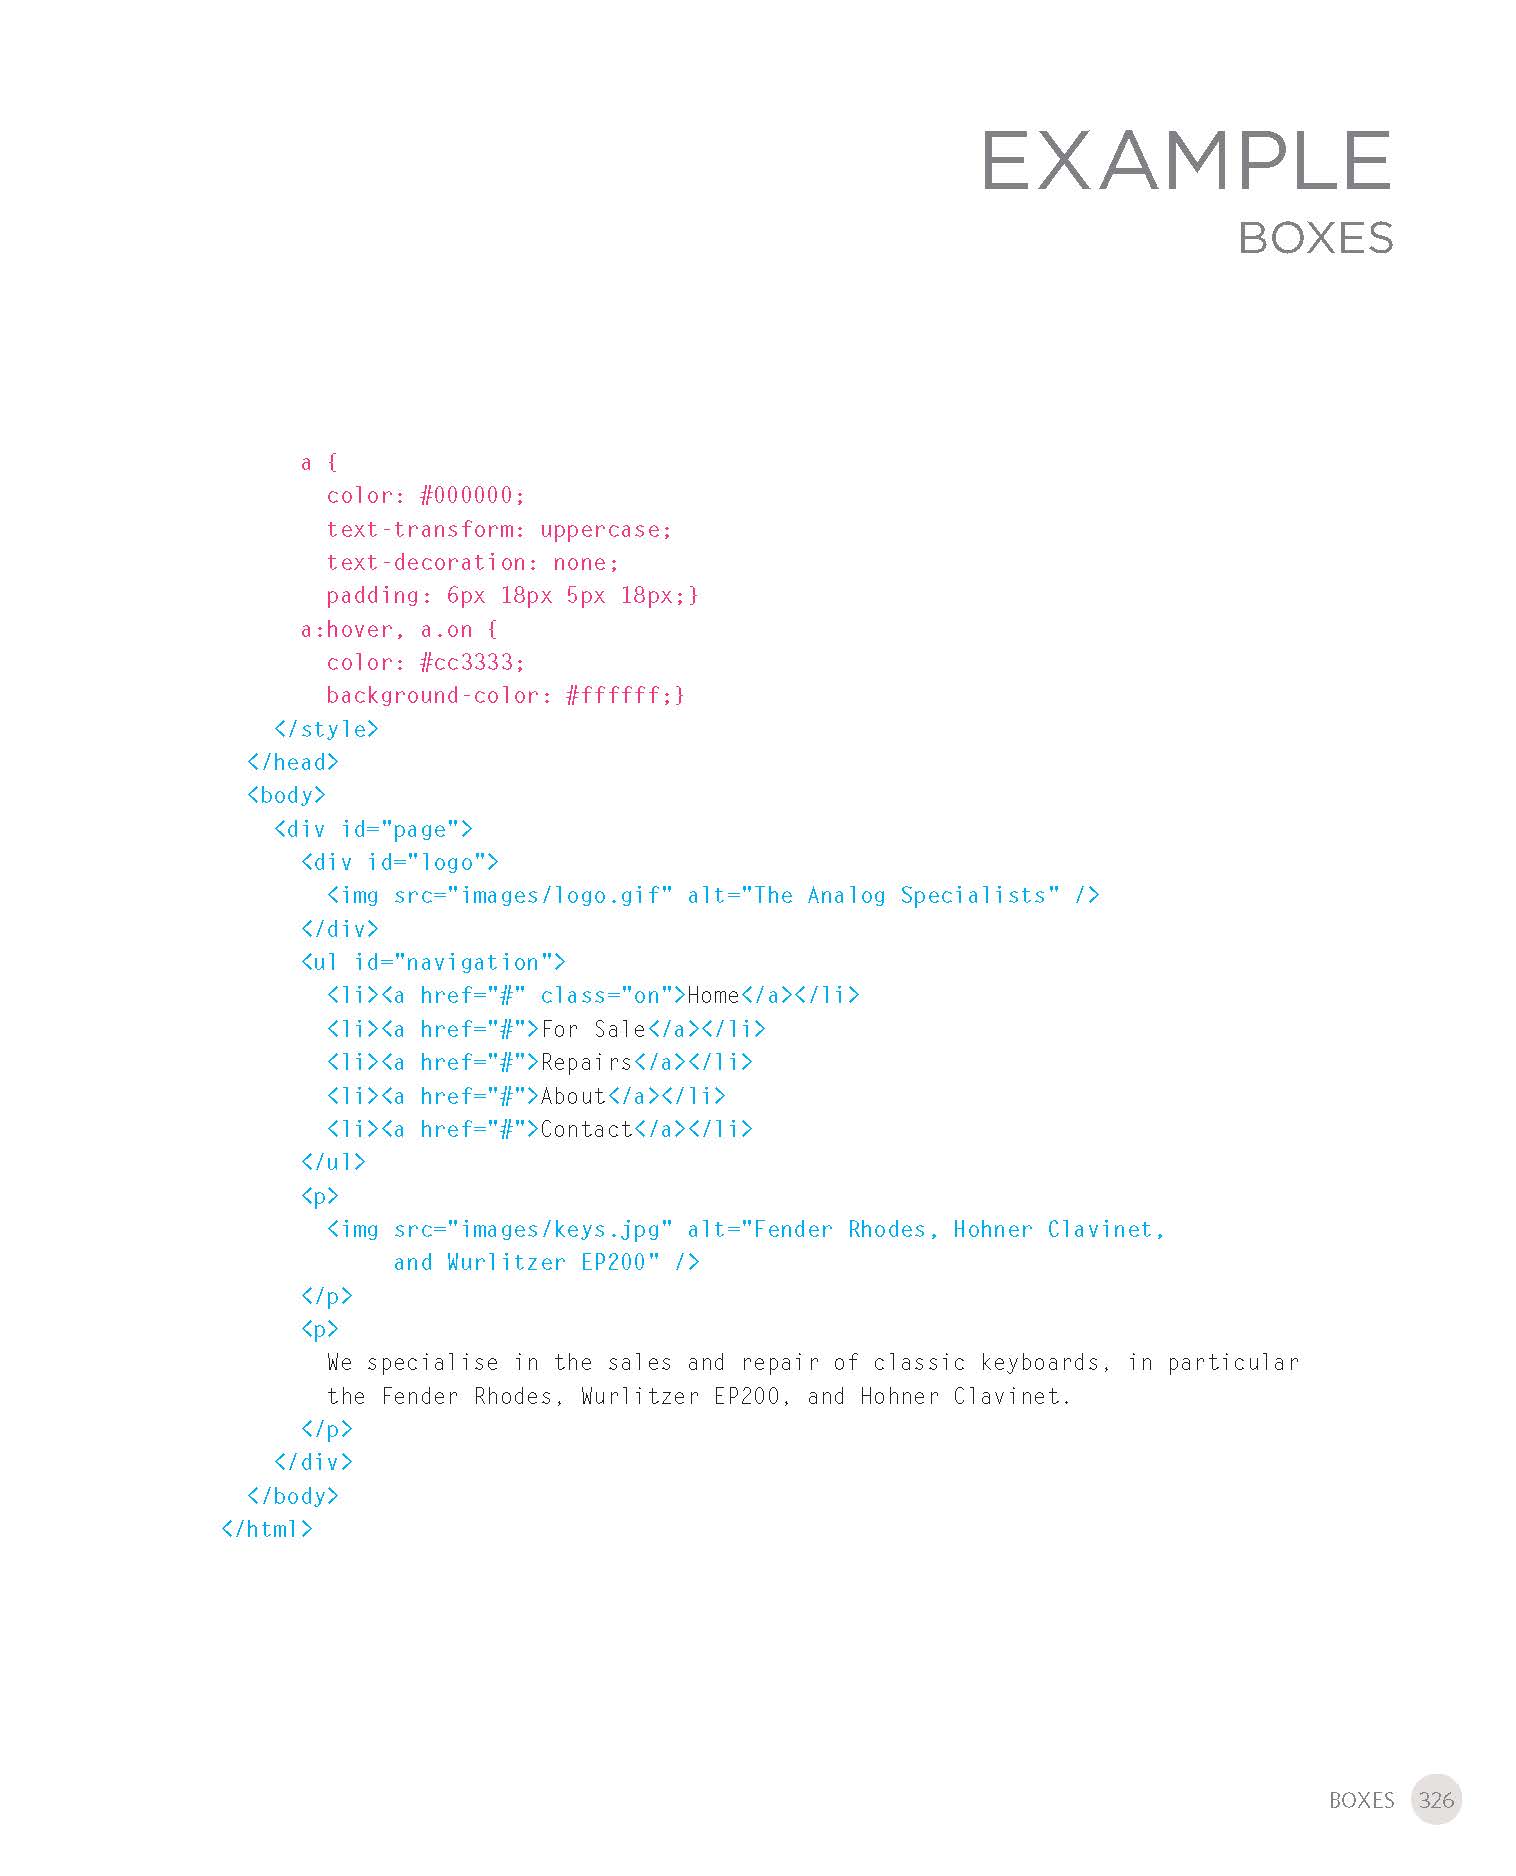 EXAMPLE
BOXES
a {
color: #000000;
text-transform: uppercase;
text-decoration: none;
padding: 6px 18px 5px 18px;}
a:hover, a.on {
color: #cc3333;
background-color: #ffffff;}
</style>
</head>
<body>
<div id="page">
<div id="logo">
<img src="images/logo.gif" alt="The Analog Specialists" />
</div>
<ul id="navigation">
<li><a href="#" class="on">Home</a></li>
<li><a href="#">For Sale</a></li>
<li><a href="#">Repairs</a></li>
<li><a href="#">About</a></li>
<li><a href="#">Contact</a></li>
</ul>
<p>
<img src="images/keys.jpg" alt="Fender Rhodes, Hohner Clavinet,
and Wurlitzer EP200" />
</p>
<p>
We specialise in the sales and repair of classic keyboards, in particular
the Fender Rhodes, Wurlitzer EP200, and Hohner Clavinet.
</p>
</div>
</body>
</html>
BOXES 326